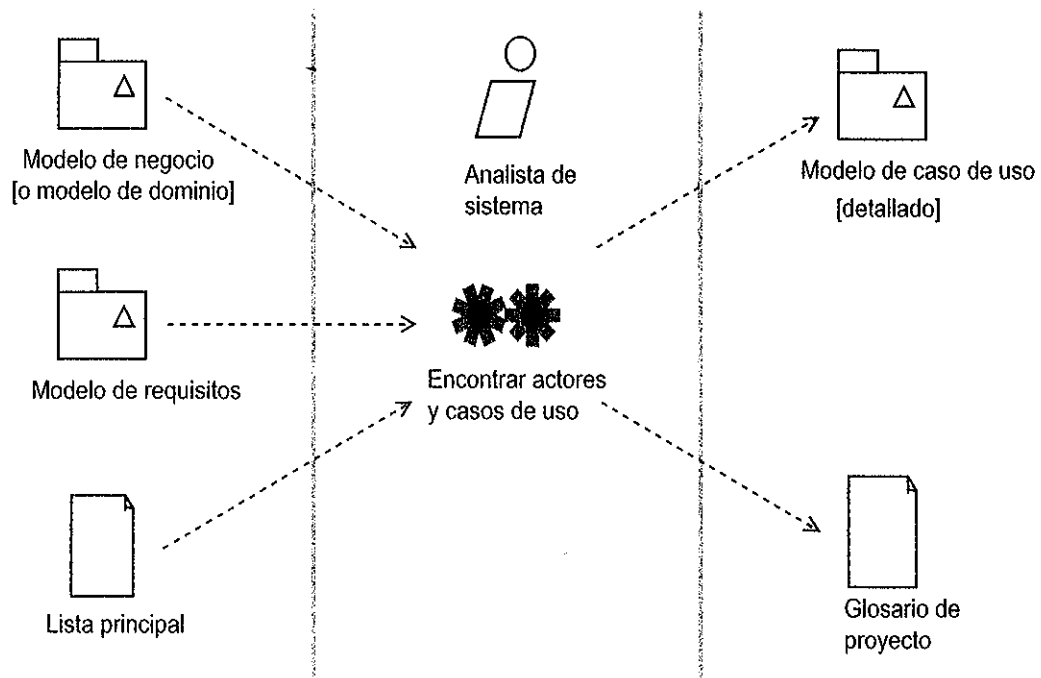 Modelo de negocio
[o modelo de dominio]
Modelo de requisitos
Lista principal
Analista de
sistema
Encontrar actores
y casos de uso
Modelo de caso de uso
[detallado]
Glosario de
proyecto